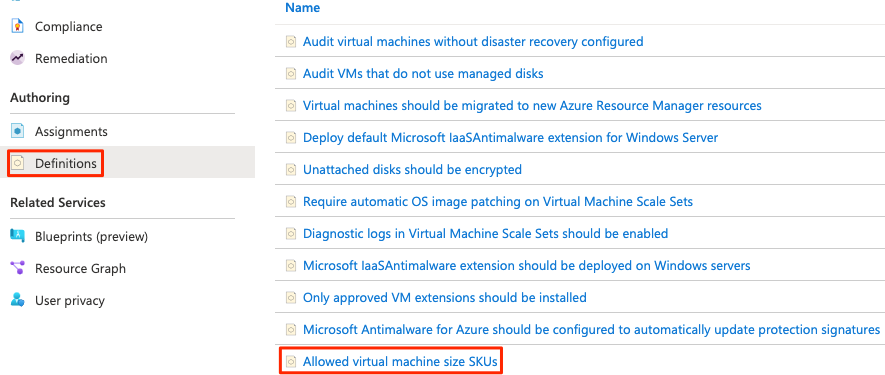 Compliance
Remediation
Authoring
Assignments
Definitions
Related Services
Blueprints (preview)
Resource Graph
User privacy
Name
Audit virtual machines without disaster recovery configured
Audit VMs that do not use managed disks
Virtual machines should be migrated to new Azure Resource Manager resources
Deploy default Microsoft IaaSAntimalware extension for Windows Server
Unattached disks should be encrypted
Require automatic OS image patching on Virtual Machine Scale Sets
Diagnostic logs in Virtual Machine Scale Sets should be enabled
Microsoft IaaSAntimalware extension should be deployed on Windows servers
Only approved VM extensions should be installed
Microsoft Antimalware for Azure should be configured to automatically update protection signatures
Allowed virtual machine size SKUs